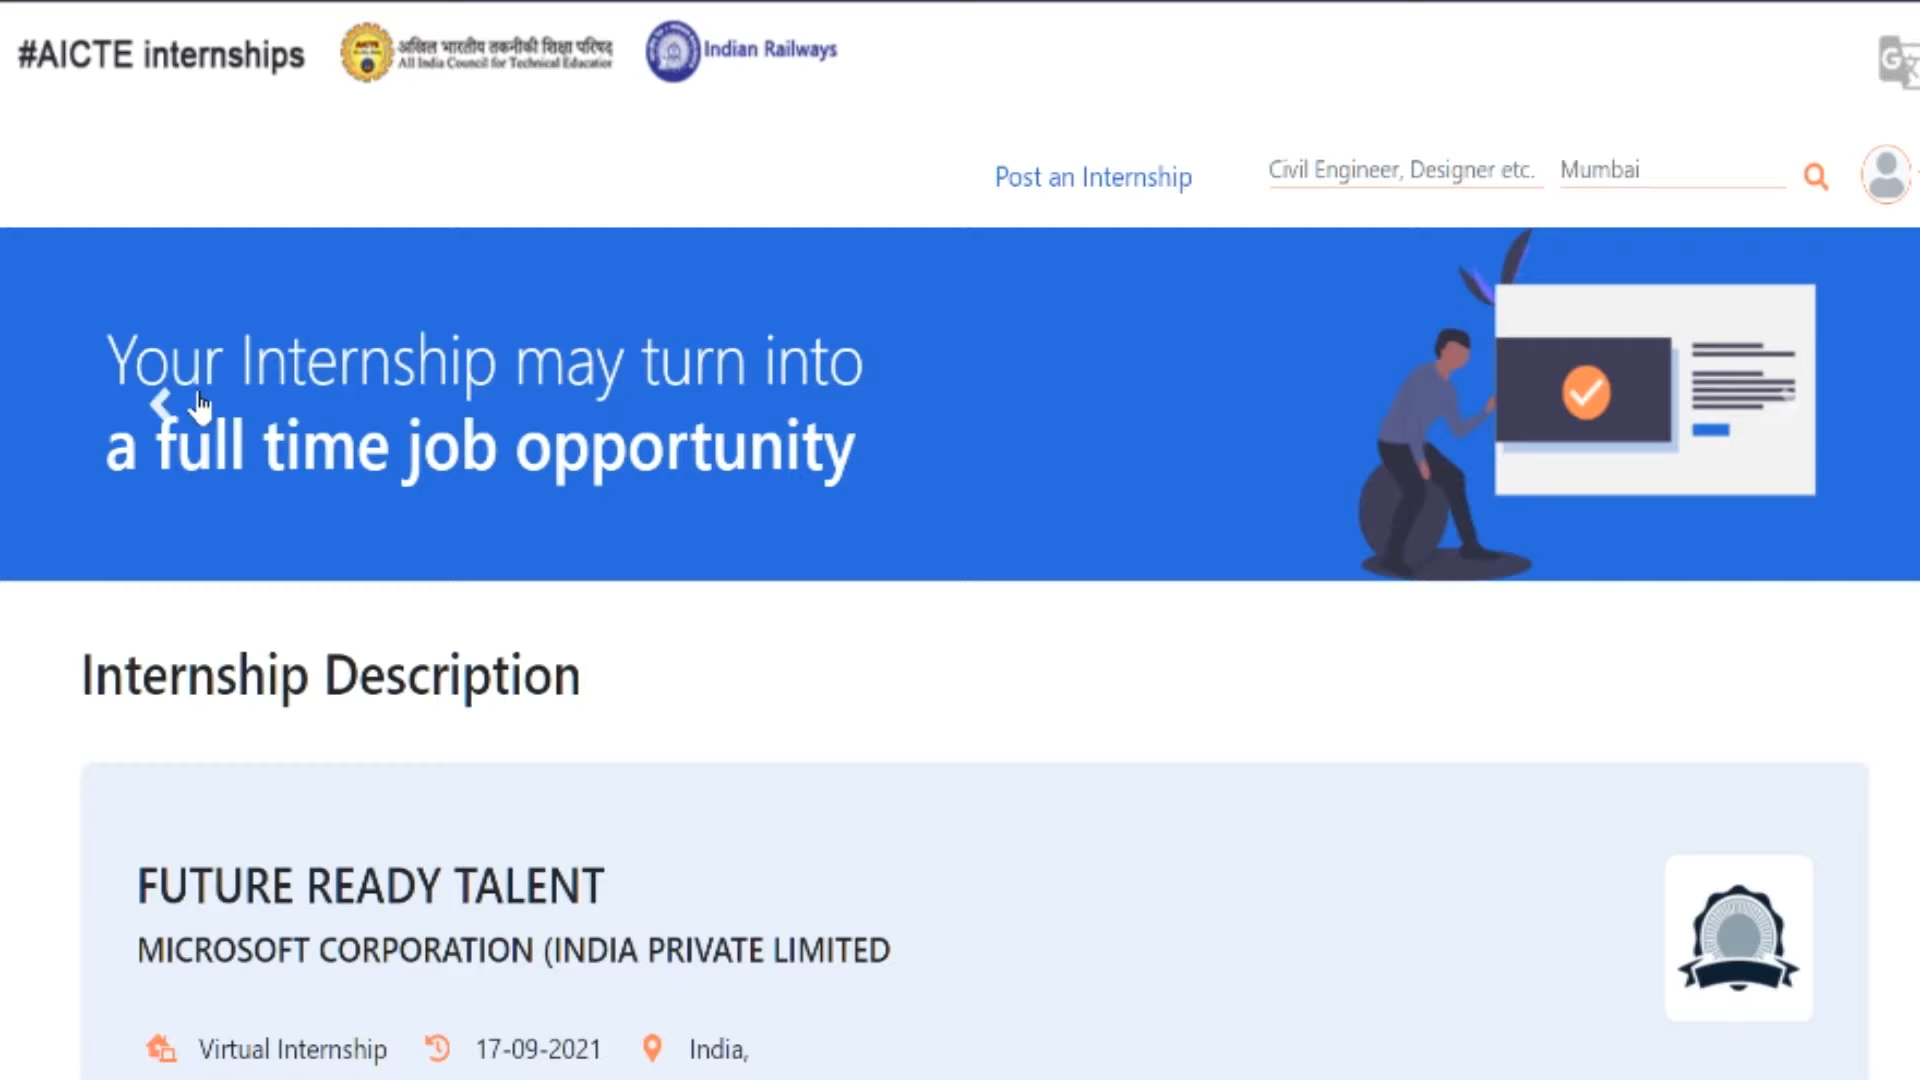 #AICTE internships
अखिल भारतीय तकनीकी शिक्षा परिषद
All India Council for Technical Education
Indian Railways
Post an Internship
Civil Engineer, Designer etc.
Mumbai
Your Internship may turn into
a full time job opportunity
Internship Description
FUTURE READY TALENT
MICROSOFT CORPORATION (INDIA PRIVATE LIMITED
Virtual Internship
17-09-2021
India,